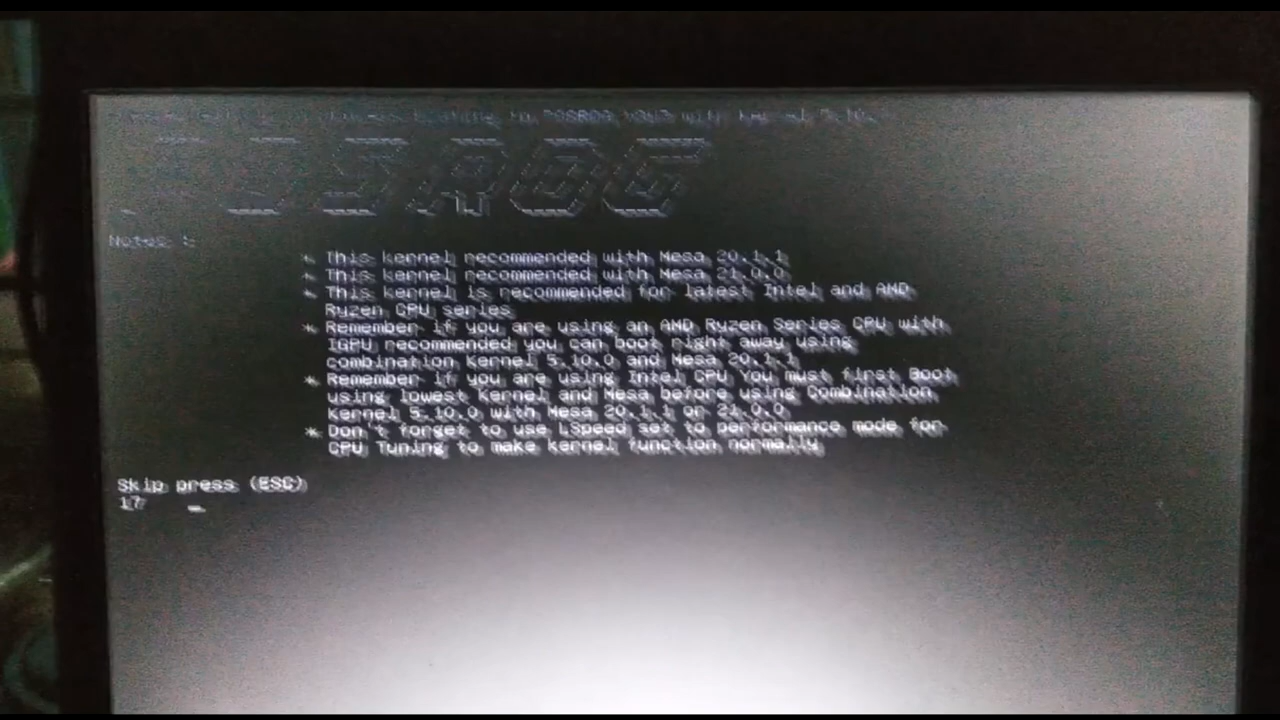 Notes :
* This kernel recommended with Mesa 20.1.1
* This kernel recommended with Mesa 21.0.0
* This kernel is recommended for latest Intel and AMD
Ryzen CPU series
* Remember if you are using an AMD Ryzen Series CPU with
IGPU recommended you can boot right away using
combination Kernel 5.10.0 and Mesa 20.1.1
* Remember if you are using Intel CPU You must first Boot
using lowest Kernel and Mesa before using Combination
Kernel 5.10.0 with Mesa 20.1.1 or 21.0.0
* Don't forget to use LSpeed set to performance mode for
CPU Tuning to make kernel function normally
Skip press (ESC)
17